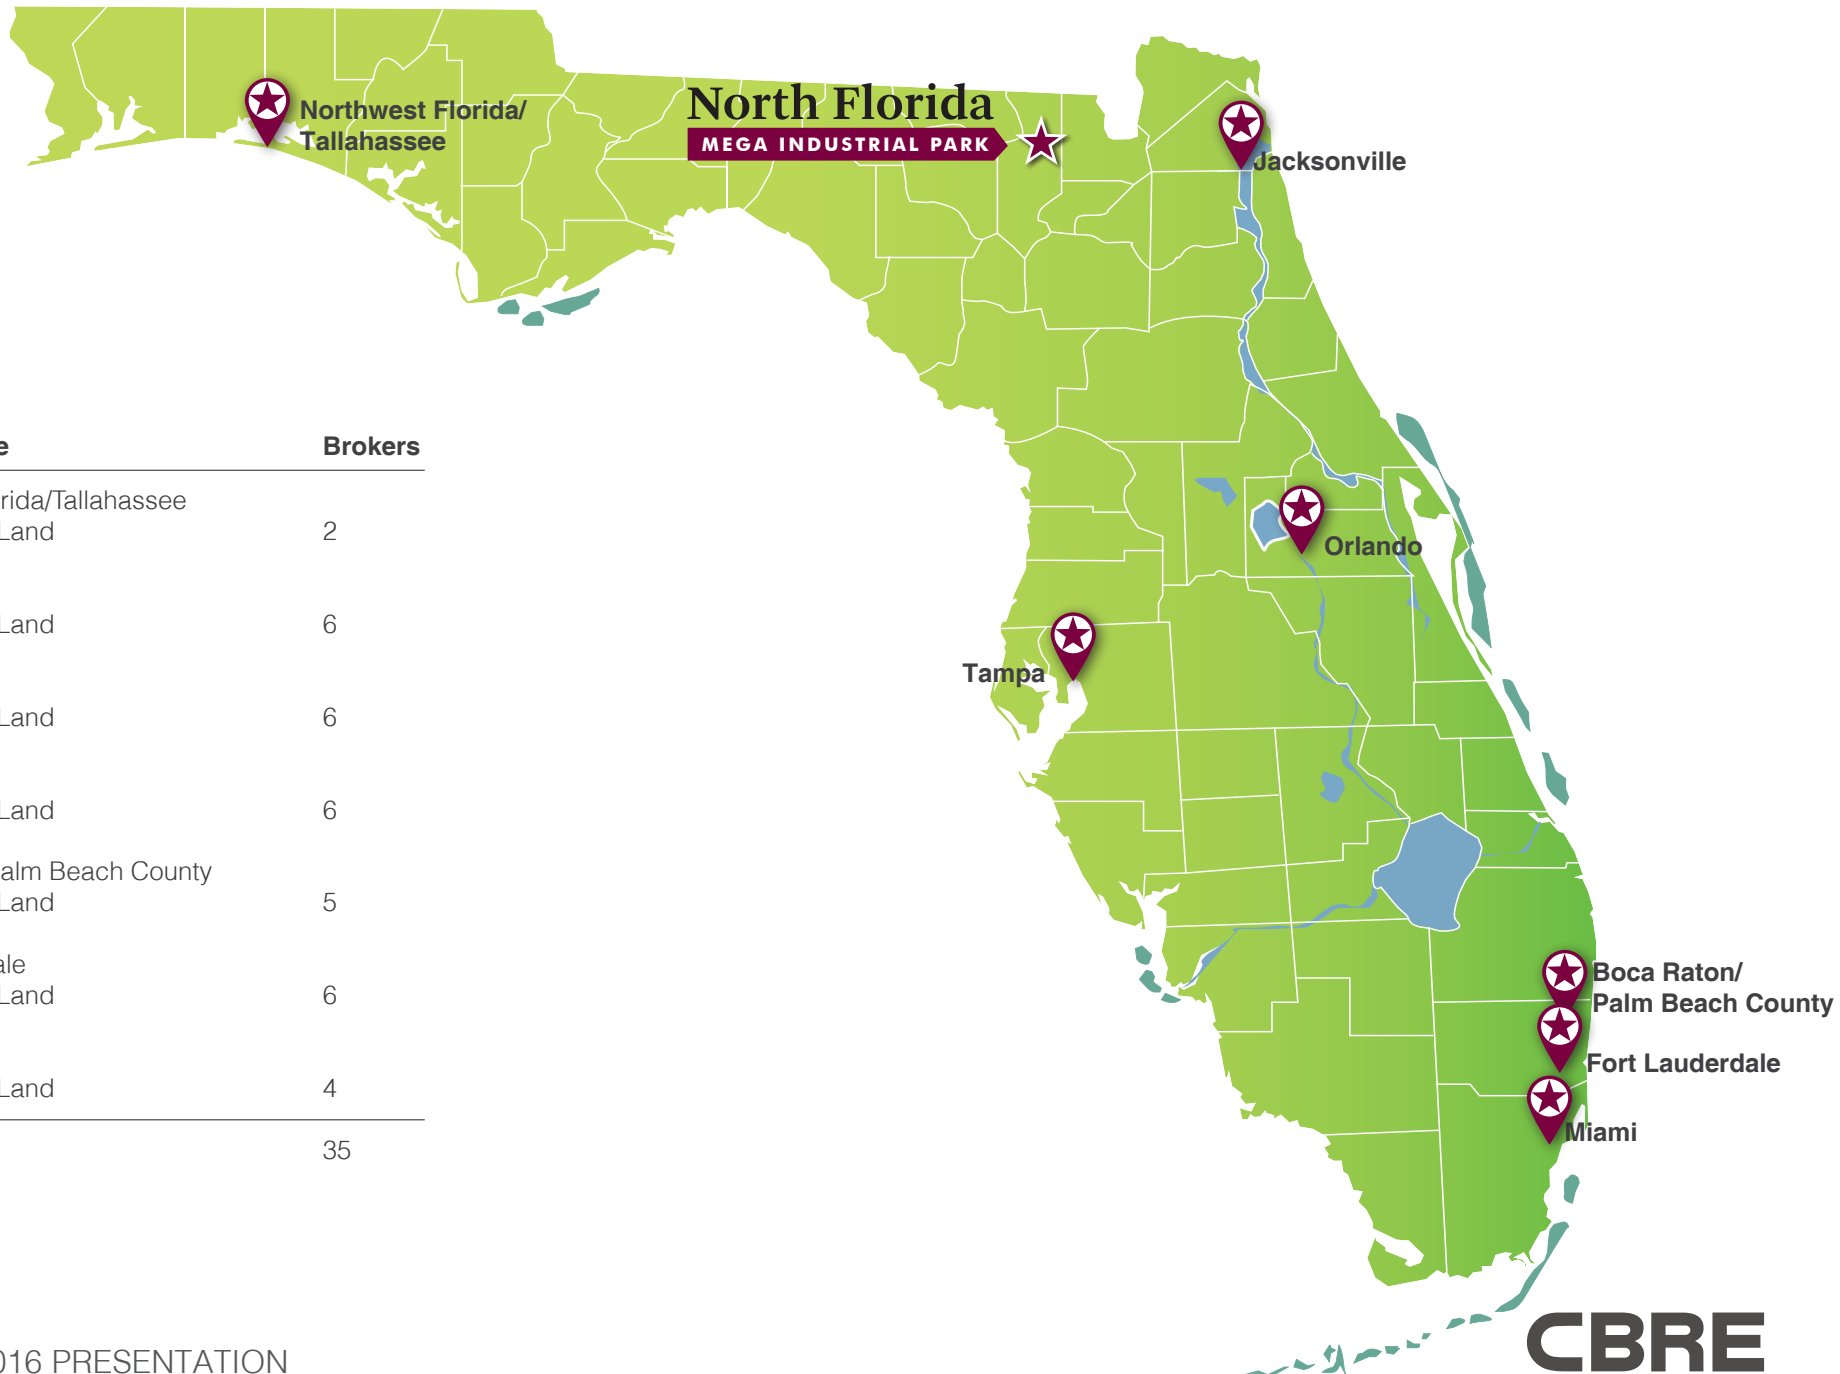 Northwest Florida/
Tallahassee
North Florida
MEGA INDUSTRIAL PARK
Jacksonville
Orlando
Tampa
Boca Raton/
Palm Beach County
Fort Lauderdale
Miami
e Brokers
rida/Tallahassee
Land 2
Land 6
Land 6
Land 6
alm Beach County
Land 5
ale
Land 6
Land 4
35
016 PRESENTATION
CBRE